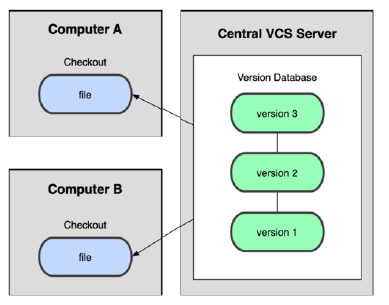 Computer A
Checkout
file
Computer B
Checkout
file
Central VCS Server
Version Database
version 3
version 2
version 1